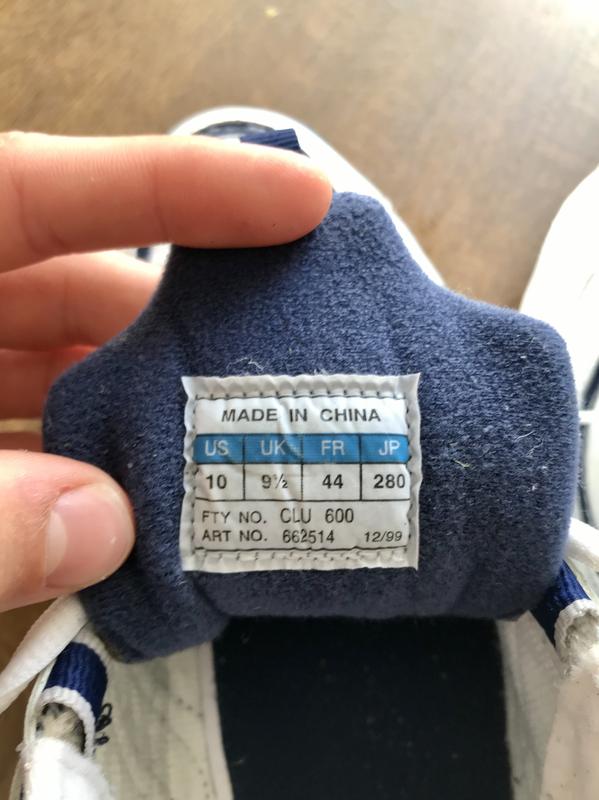 MADE IN CHINA
US UK FR JP
10 9½ 44 280
FTY NO. CLU 600
ART NO. 662514 12/99